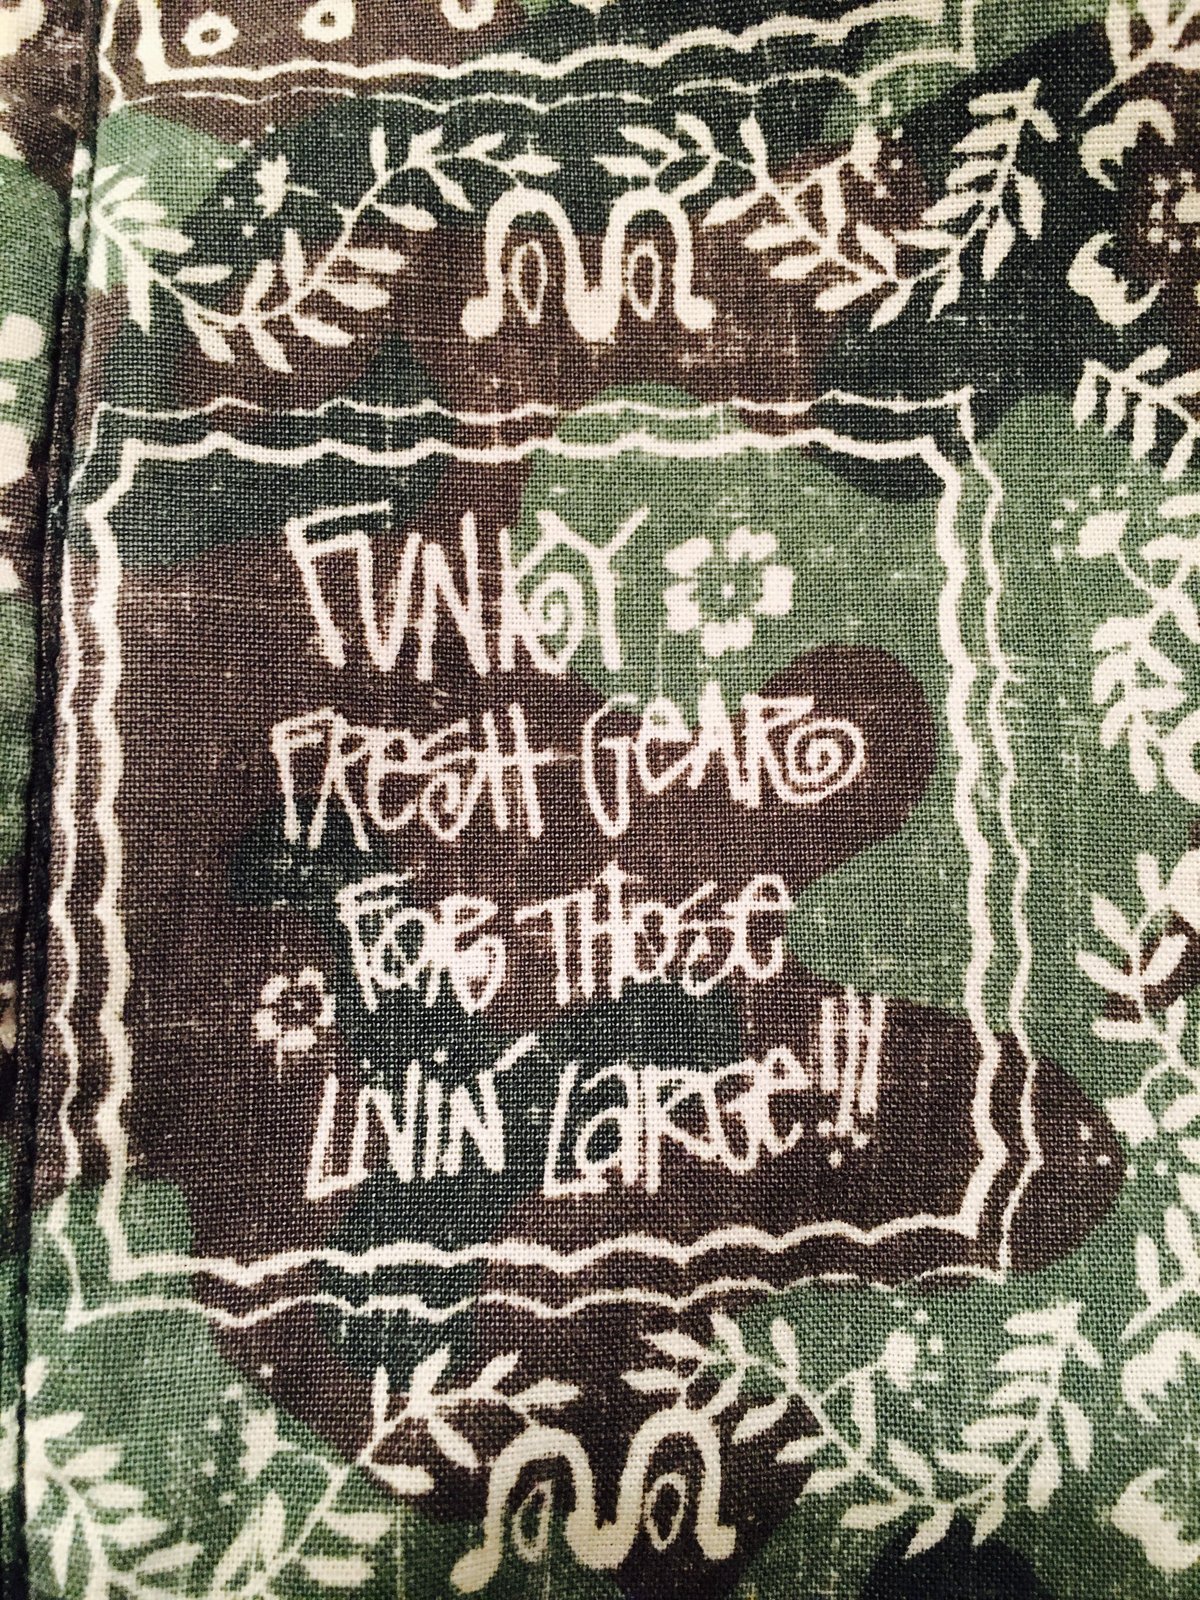 FUNKY
FRESH GEAR
FOR THOSE
LIVIN' LARGE!!!